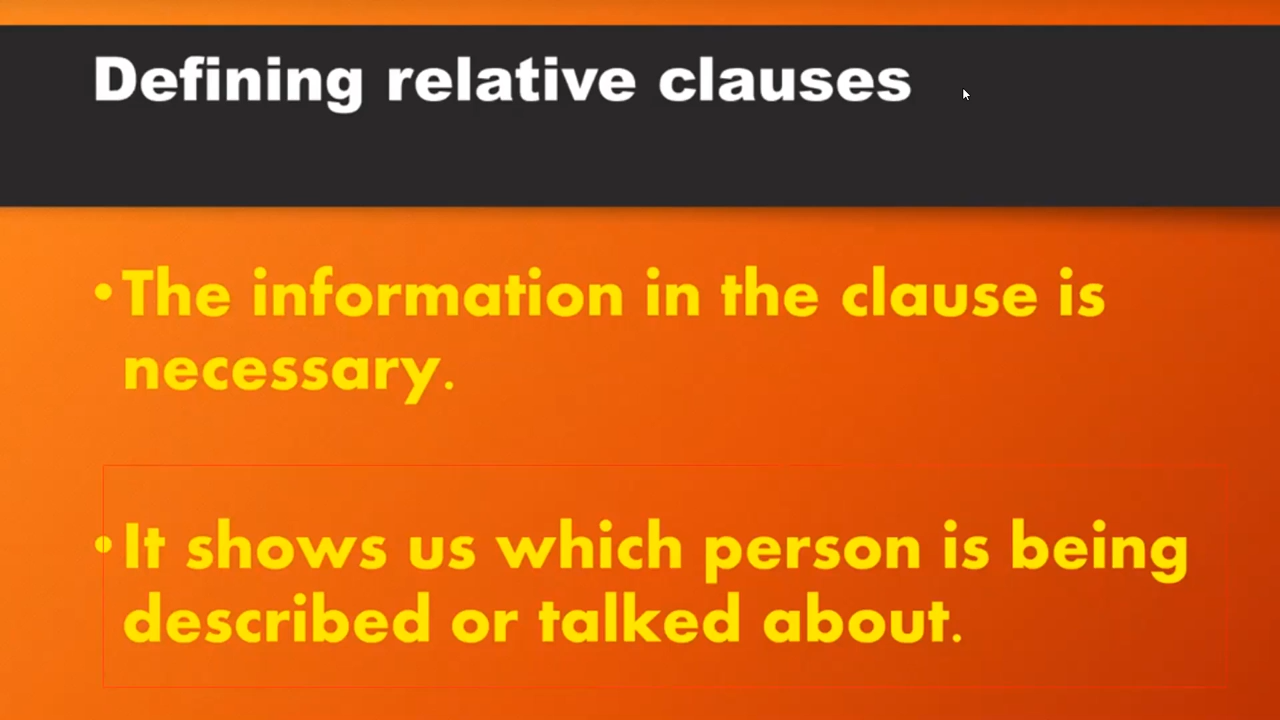 Defining relative clauses
•The information in the clause is
necessary.
•It shows us which person is being
described or talked about.